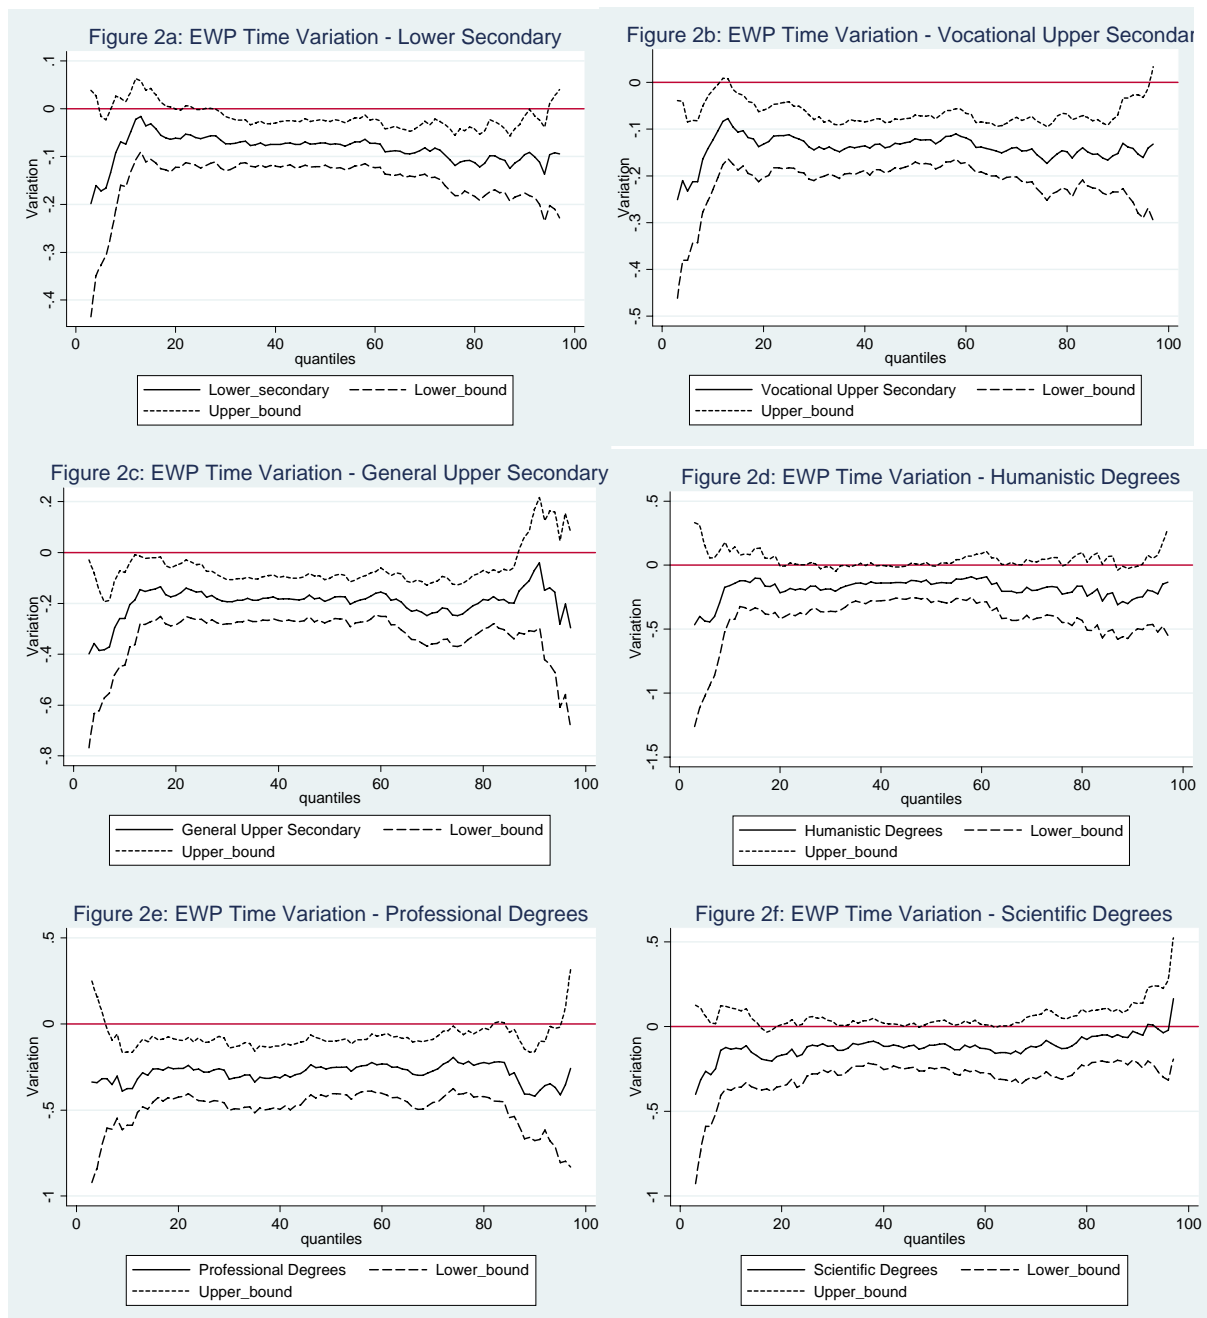 Figure 2a: EWP Time Variation - Lower Secondary
.1
0
-.1
-.2
-.3
-.4
Variation
0 20 40 60 80 100
quantiles
Lower_secondary Lower_bound
Upper_bound
Figure 2b: EWP Time Variation - Vocational Upper Secondar
0
-.1
-.2
-.3
-.4
-.5
Variation
0 20 40 60 80 100
quantiles
Vocational Upper Secondary Lower_bound
Upper_bound
Figure 2c: EWP Time Variation - General Upper Secondary
.2
0
-.2
-.4
-.6
-.8
Variation
0 20 40 60 80 100
quantiles
General Upper Secondary Lower_bound
Upper_bound
Figure 2d: EWP Time Variation - Humanistic Degrees
.5
0
-.5
-1
-1.5
Variation
0 20 40 60 80 100
quantiles
Humanistic Degrees Lower_bound
Upper_bound
Figure 2e: EWP Time Variation - Professional Degrees
.5
0
-.5
-1
Variation
0 20 40 60 80 100
quantiles
Professional Degrees Lower_bound
Upper_bound
Figure 2f: EWP Time Variation - Scientific Degrees
.5
0
-.5
-1
Variation
0 20 40 60 80 100
quantiles
Scientific Degrees Lower_bound
Upper_bound